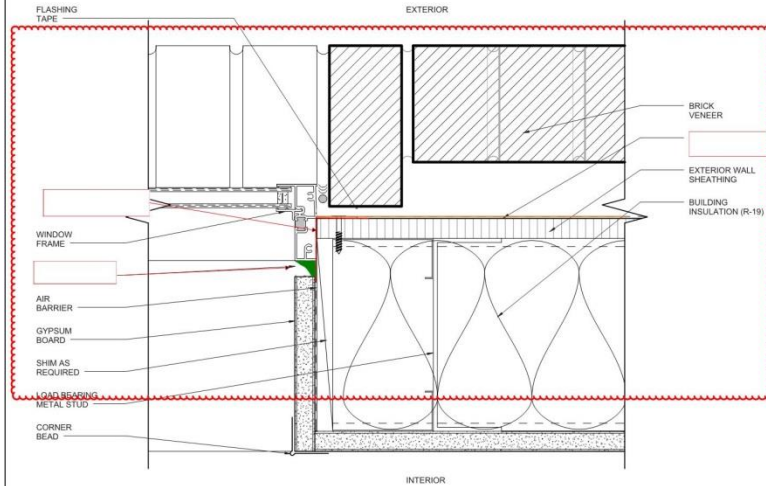 FLASHING
TAPE
EXTERIOR
BRICK
VENEER
EXTERIOR WALL
SHEATHING
BUILDING
INSULATION (R-19)
WINDOW
FRAME
AIR
BARRIER
GYPSUM
BOARD
SHIM AS
REQUIRED
LOAD BEARING
METAL STUD
CORNER
BEAD
INTERIOR